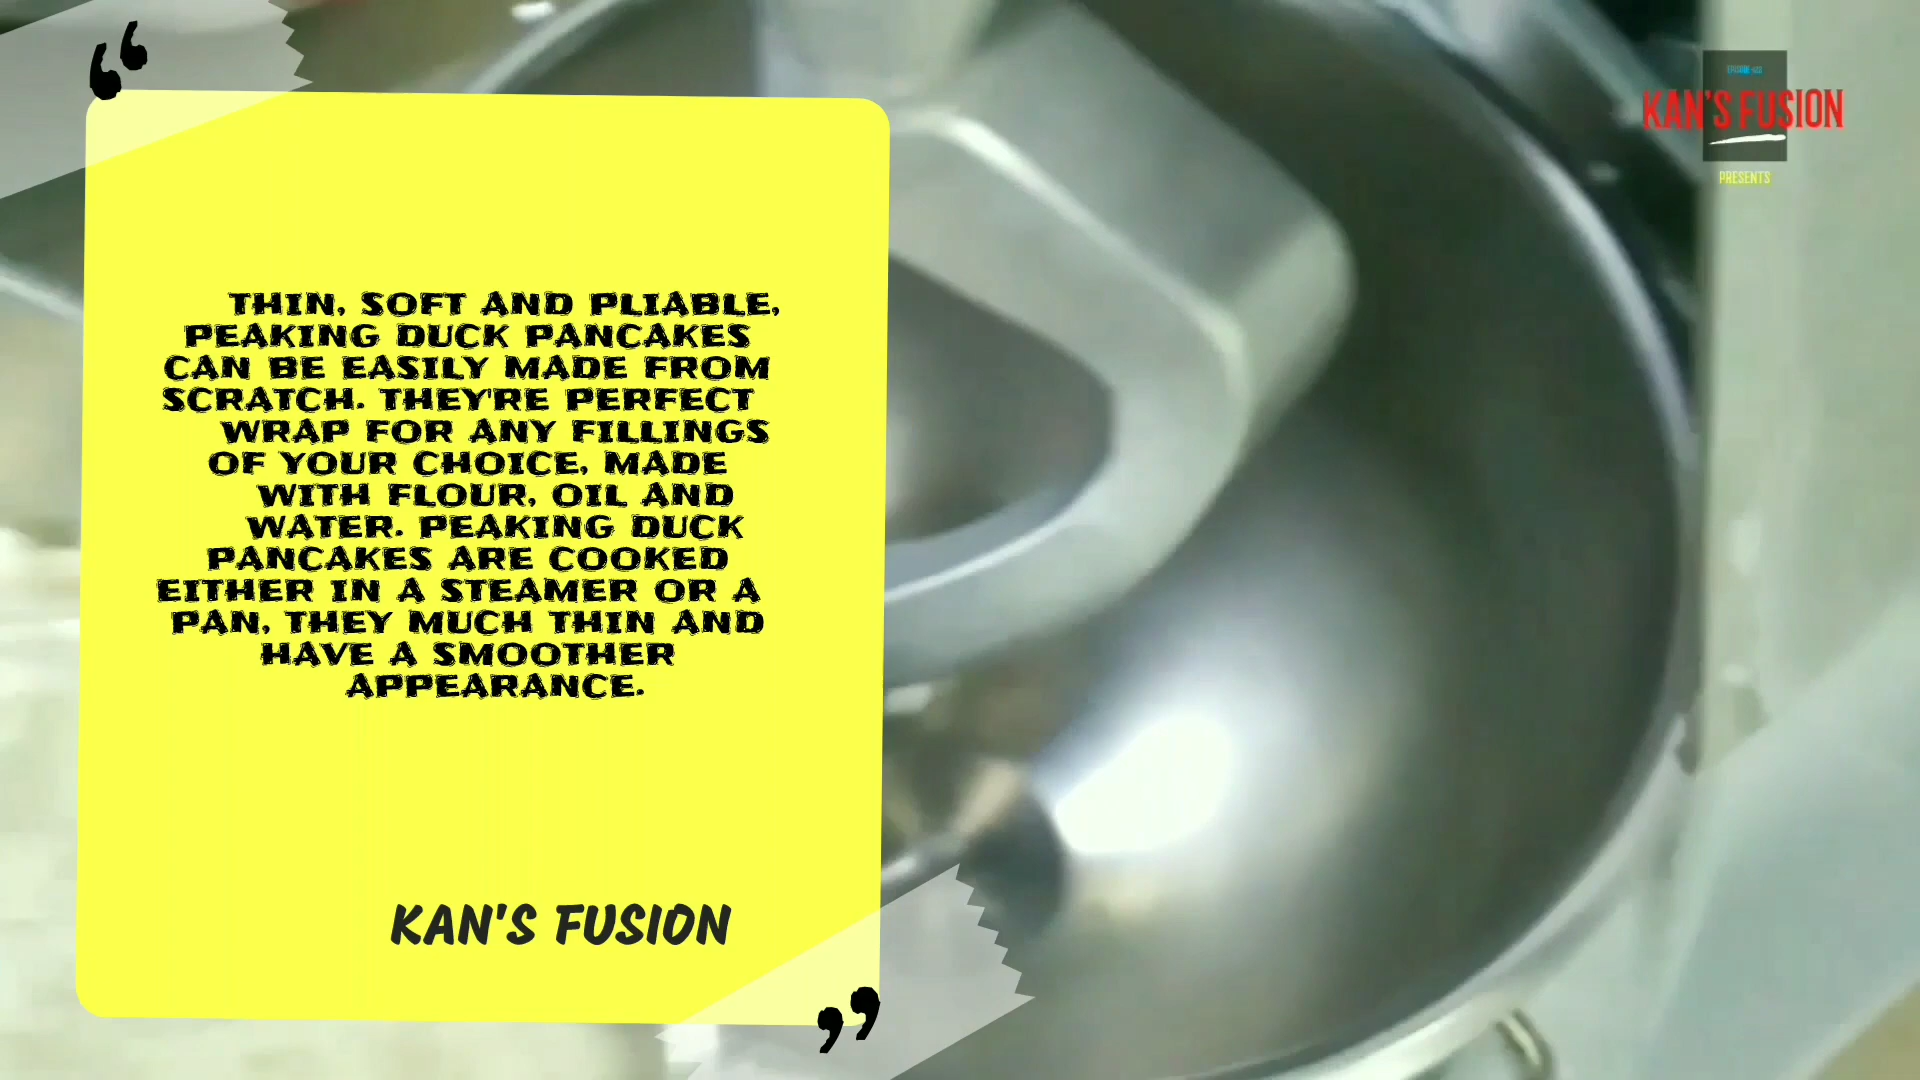 THIN, SOFT AND PLIABLE,
PEAKING DUCK PANCAKES
CAN BE EASILY MADE FROM
SCRATCH. THEY'RE PERFECT
WRAP FOR ANY FILLINGS
OF YOUR CHOICE, MADE
WITH FLOUR, OIL AND
WATER. PEAKING DUCK
PANCAKES ARE COOKED
EITHER IN A STEAMER OR A
PAN, THEY MUCH THIN AND
HAVE A SMOOTHER
APPEARANCE.
KAN'S FUSION
KAN'S FUSION
PRESENTS